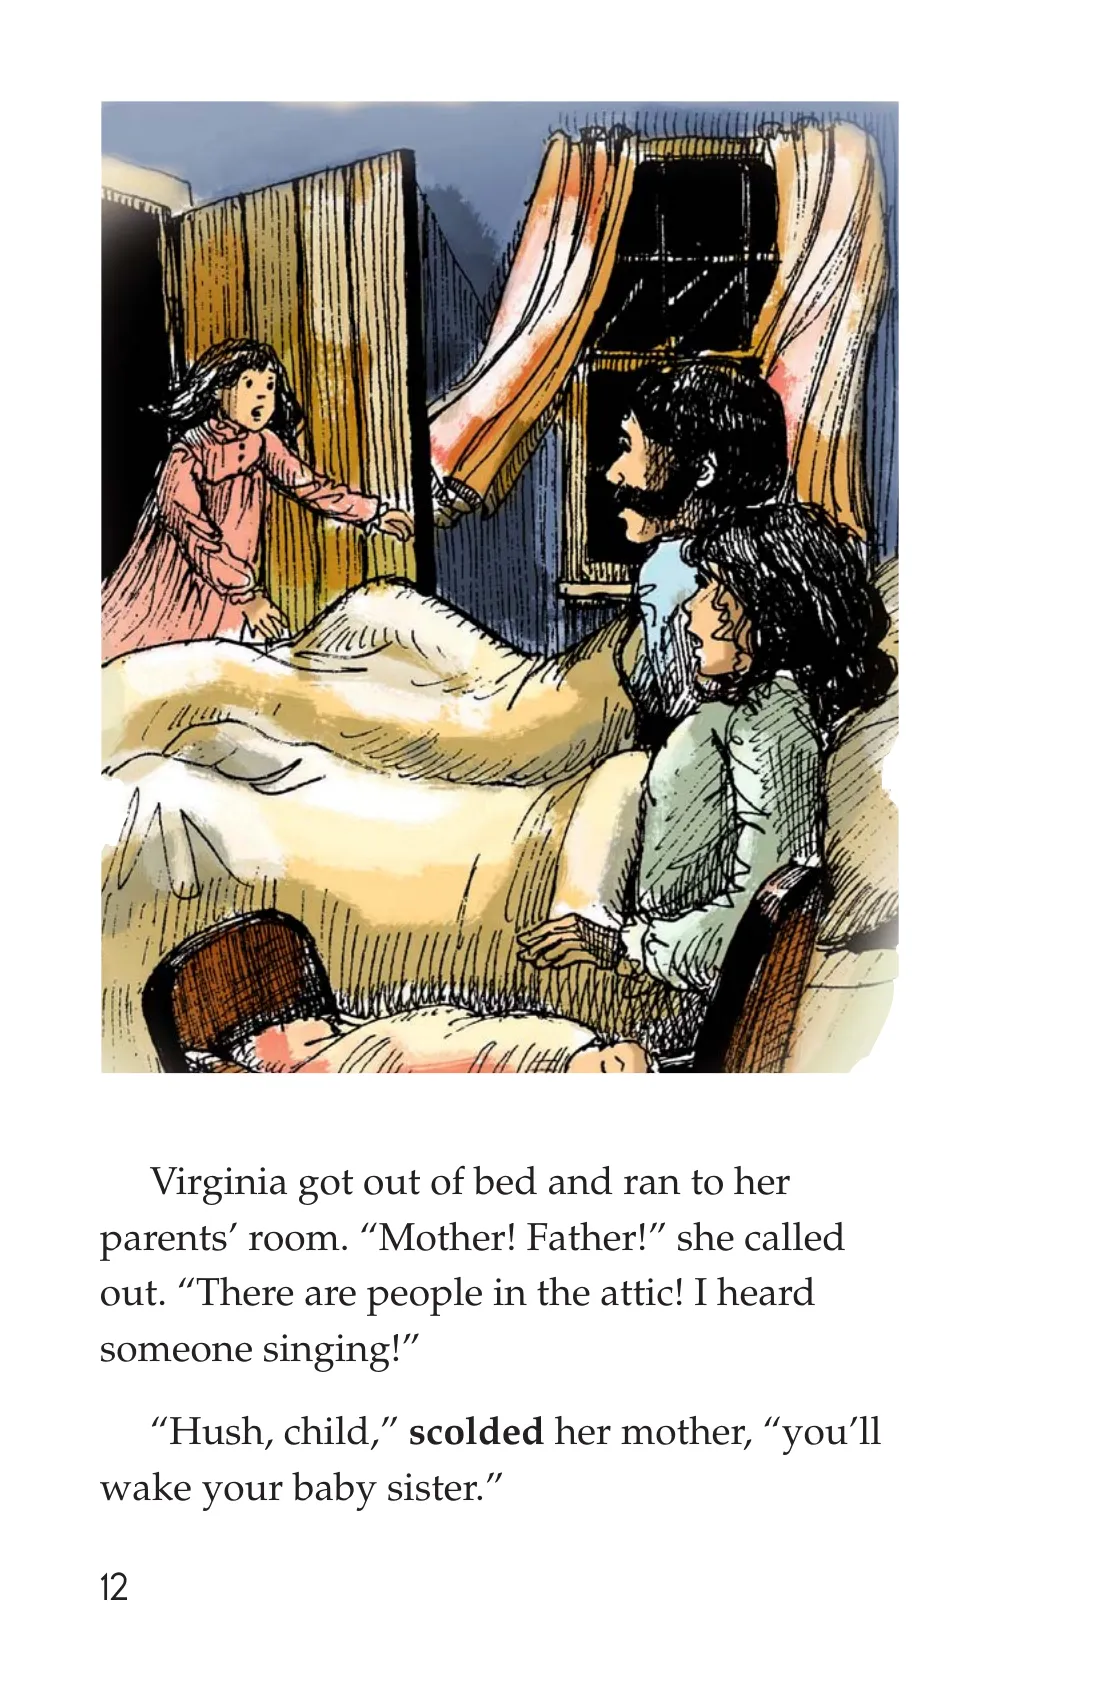 Virginia got out of bed and ran to her
parents’ room. “Mother! Father!” she called
out. “There are people in the attic! I heard
someone singing!”
“Hush, child,” scolded her mother, “you’ll
wake your baby sister.”
12